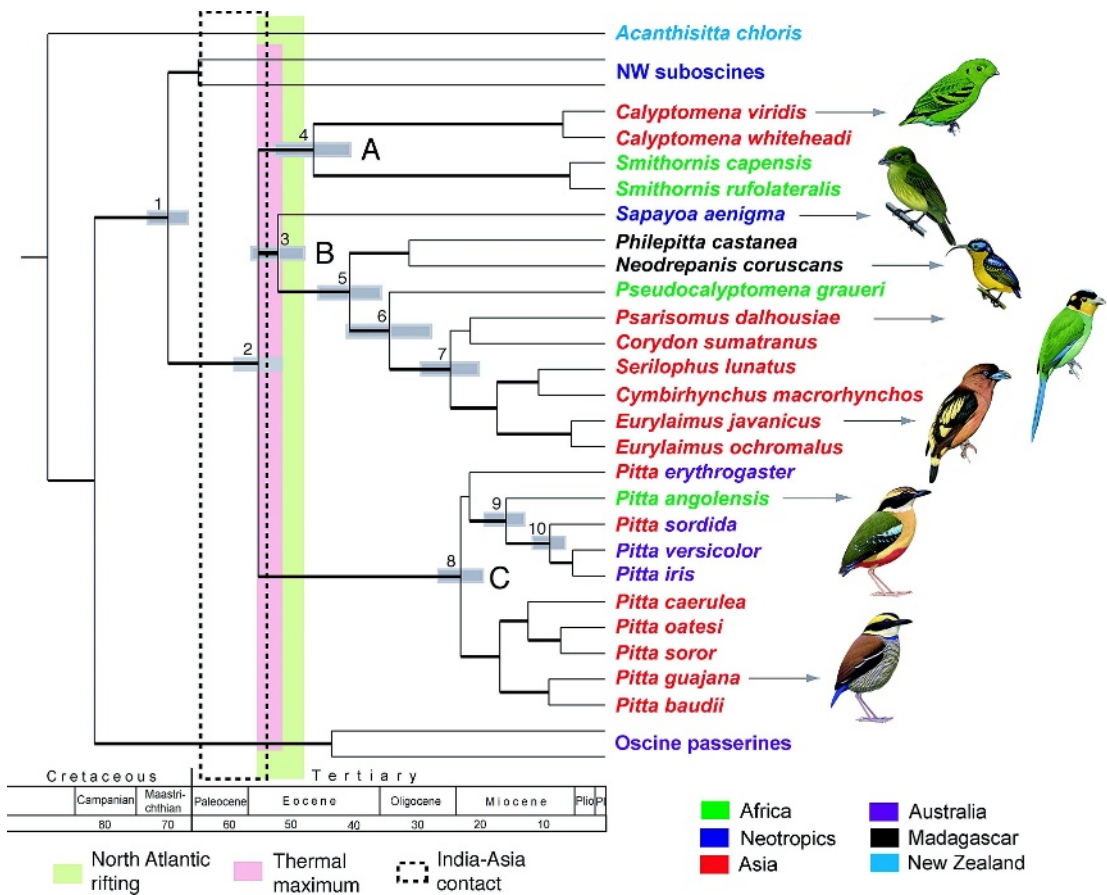 Acanthisitta chloris
NW suboscines
Calyptomena viridis
4
A
Calyptomena whiteheadi
Smithornis capensis
Smithornis rufolateralis
1
Sapayoa aenigma
3
B
Philepitta castanea
Neodrepanis coruscans
5
Pseudocalyptomena graueri
6
Psarisomus dalhousiae
2
Corydon sumatranus
7
Serilophus lunatus
Cymbirhynchus macrorhynchos
Eurylaimus javanicus
Eurylaimus ochromalus
Pitta erythrogaster
9
Pitta angolensis
10
Pitta sordida
Pitta versicolor
8
C
Pitta iris
Pitta caerulea
Pitta oatesi
Pitta soror
Pitta guajana
Pitta baudii
Oscine passerines
Cretaceous Tertiary
Campanian Maastri-chthian Paleocene Eocene Oligocene Miocene Plio Pl
80 70 60 50 40 30 20 10
Africa Australia
Neotropics Madagascar
Asia New Zealand
North Atlantic rifting
Thermal maximum
India-Asia contact